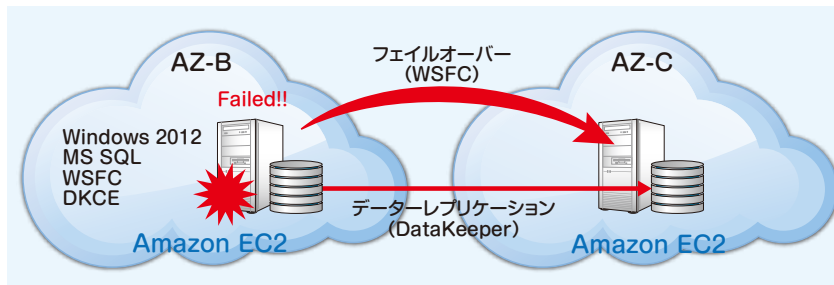 AZ-B
Failed!!
Windows 2012
MS SQL
WSFC
DKCE
Amazon EC2
フェイルオーバー
(WSFC)
データーレプリケーション
(DataKeeper)
AZ-C
Amazon EC2